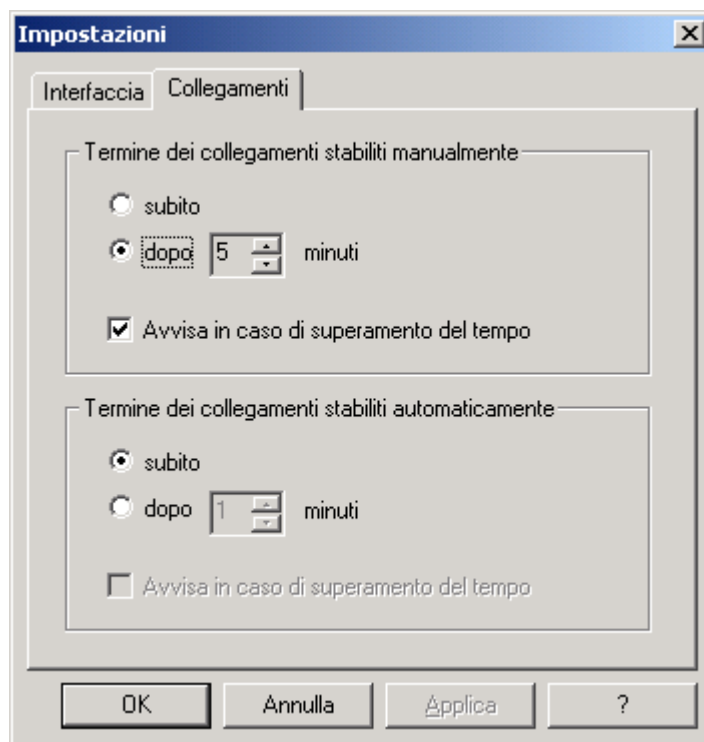 Impostazioni
Interfaccia Collegamenti
Termine dei collegamenti stabiliti manualmente
subito
dopo 5 minuti
Avvisa in caso di superamento del tempo
Termine dei collegamenti stabiliti automaticamente
subito
dopo 1 minuti
Avvisa in caso di superamento del tempo
OK Annulla Applica ?